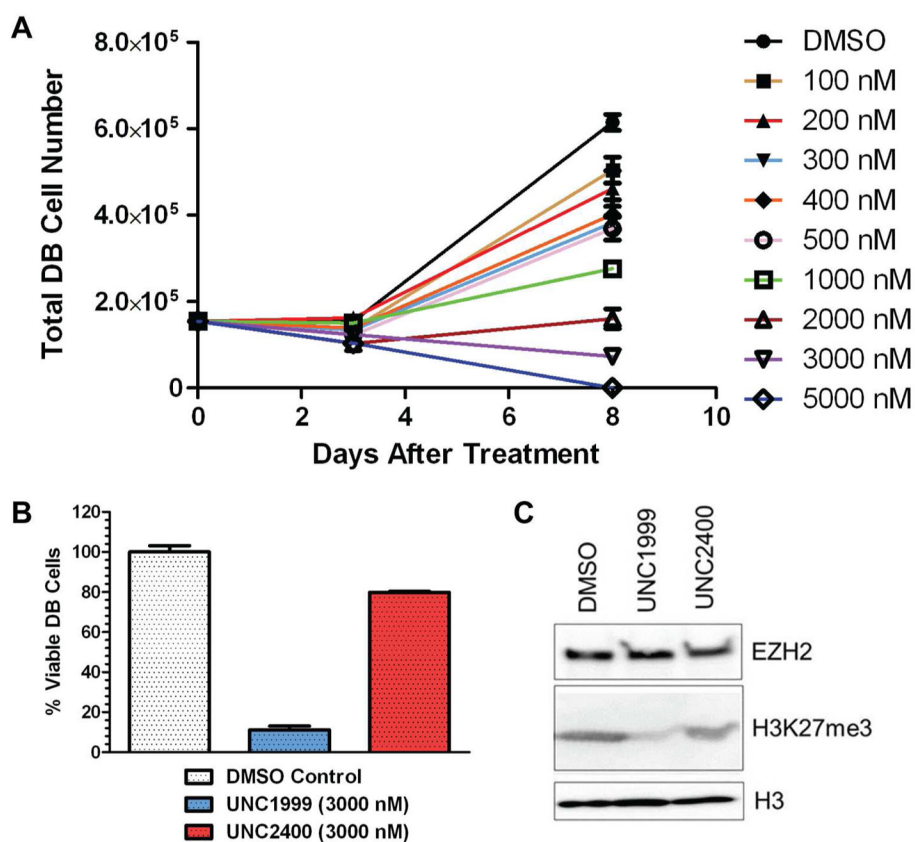 A
Total DB Cell Number
8.0×10⁵
6.0×10⁵
4.0×10⁵
2.0×10⁵
0
0 2 4 6 8 10
Days After Treatment
DMSO
100 nM
200 nM
300 nM
400 nM
500 nM
1000 nM
2000 nM
3000 nM
5000 nM
B
% Viable DB Cells
120
100
80
60
40
20
0
DMSO Control
UNC1999 (3000 nM)
UNC2400 (3000 nM)
C
DMSO
UNC1999
UNC2400
EZH2
H3K27me3
H3